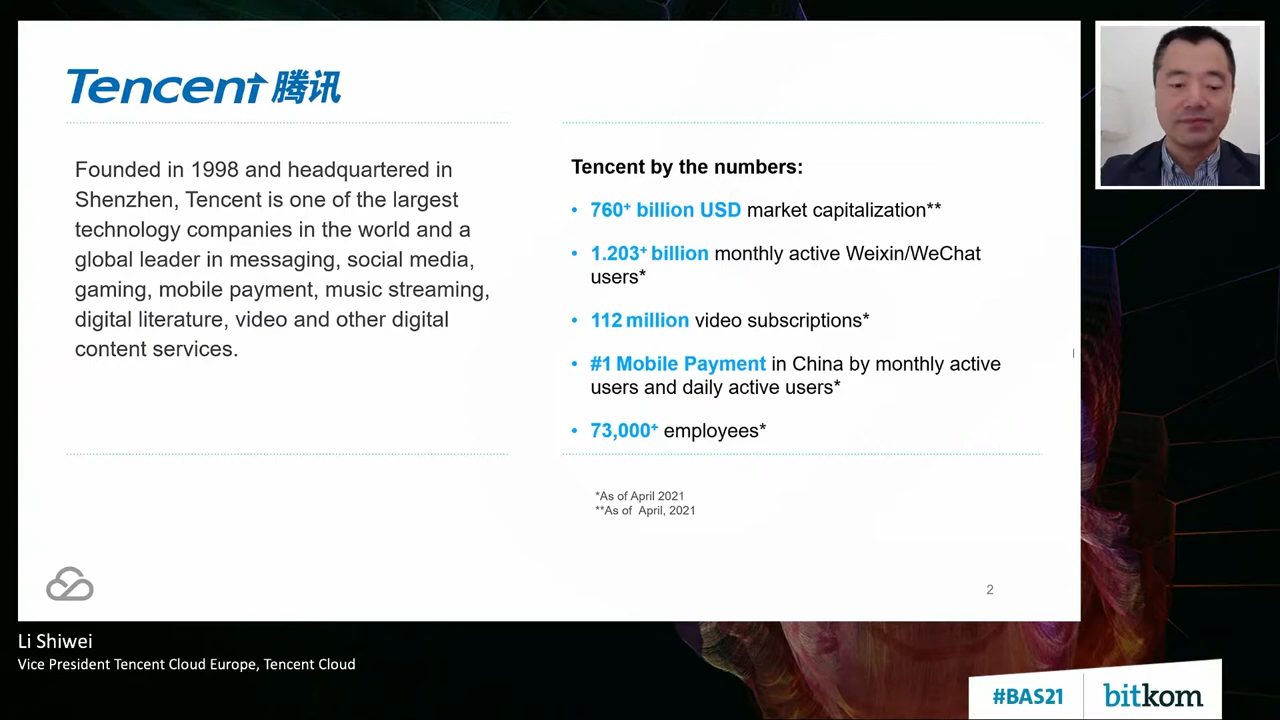 Tencent 腾讯
Founded in 1998 and headquartered in
Shenzhen, Tencent is one of the largest
technology companies in the world and a
global leader in messaging, social media,
gaming, mobile payment, music streaming,
digital literature, video and other digital
content services.
Tencent by the numbers:
• 760+ billion USD market capitalization**
• 1.203+ billion monthly active Weixin/WeChat
users*
• 112 million video subscriptions*
• #1 Mobile Payment in China by monthly active
users and daily active users*
• 73,000+ employees*
*As of April 2021
**As of April, 2021
2
Li Shiwei
Vice President Tencent Cloud Europe, Tencent Cloud
#BAS21
bitkom